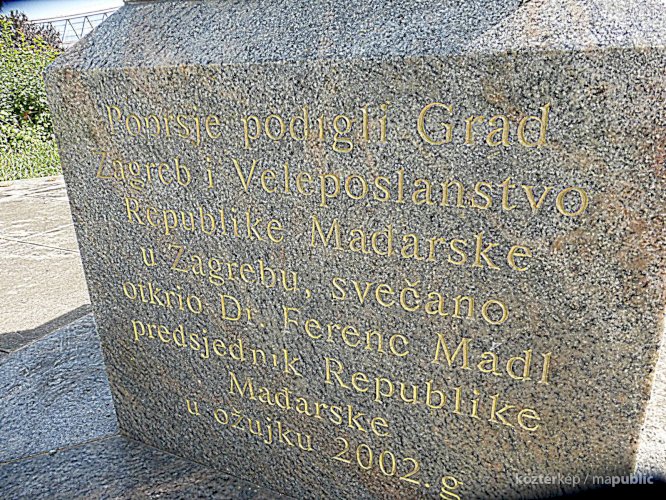 Poprsje podigli Grad
Zagreb i Veleposlanstvo
Republike Mađarske
u Zagrebu, svečano
otkrio Dr. Ferenc Madl
predsjednik Republike
Mađarske
u ožujku 2002. g
köztérkép / mapublic